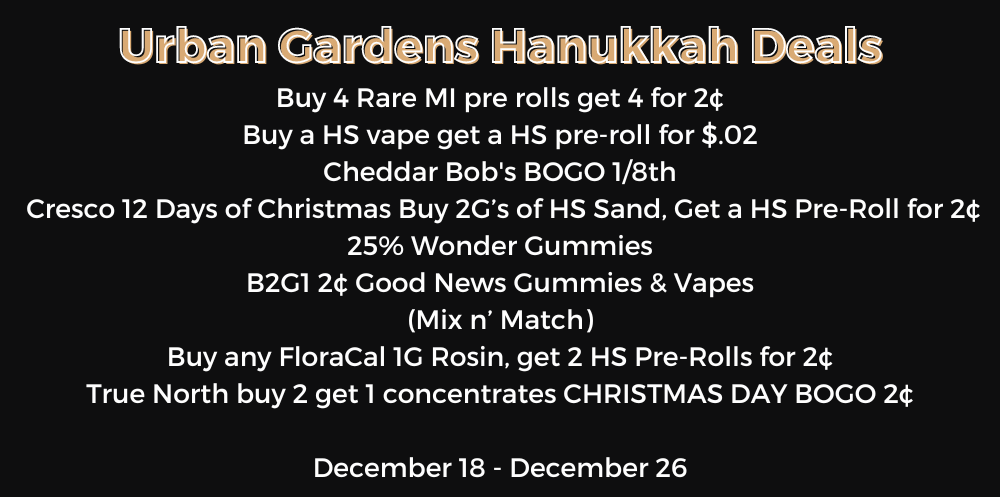 Urban Gardens Hanukkah Deals
Buy 4 Rare MI pre rolls get 4 for 2¢
Buy a HS vape get a HS pre-roll for $.02
Cheddar Bob's BOGO 1/8th
Cresco 12 Days of Christmas Buy 2G’s of HS Sand, Get a HS Pre-Roll for 2¢
25% Wonder Gummies
B2G1 2¢ Good News Gummies & Vapes
(Mix n’ Match)
Buy any FloraCal 1G Rosin, get 2 HS Pre-Rolls for 2¢
True North buy 2 get 1 concentrates CHRISTMAS DAY BOGO 2¢
December 18 - December 26